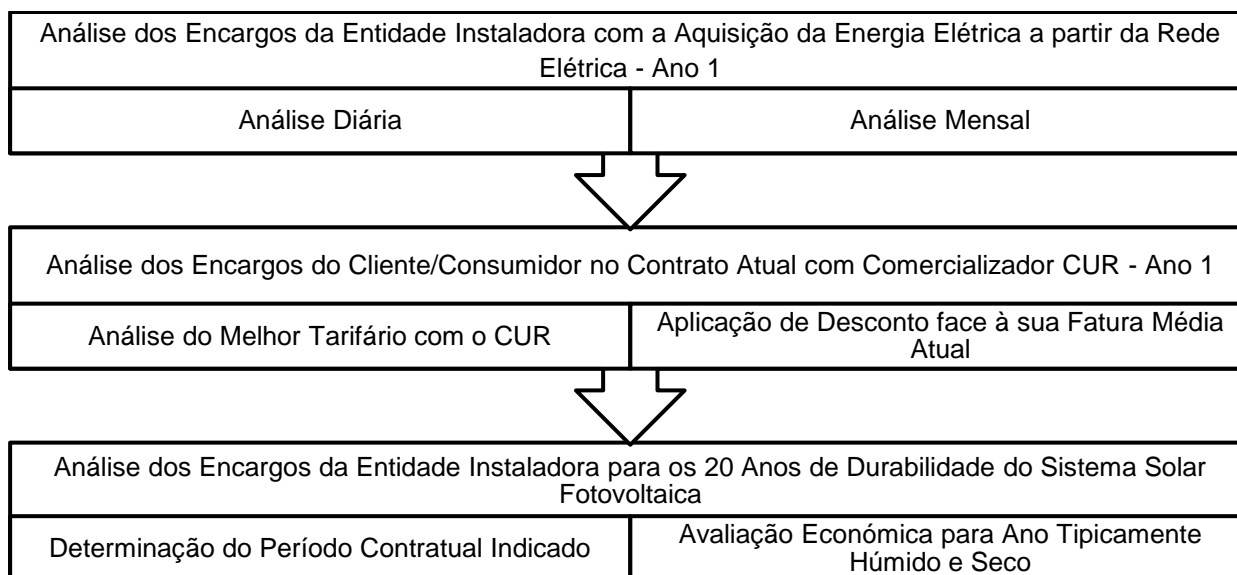 Análise dos Encargos da Entidade Instaladora com a Aquisição da Energia Elétrica a partir da Rede
Elétrica - Ano 1
Análise Diária
Análise Mensal
Análise dos Encargos do Cliente/Consumidor no Contrato Atual com Comercializador CUR - Ano 1
Análise do Melhor Tarifário com o CUR
Aplicação de Desconto face à sua Fatura Média
Atual
Análise dos Encargos da Entidade Instaladora para os 20 Anos de Durabilidade do Sistema Solar
Fotovoltaica
Determinação do Período Contratual Indicado
Avaliação Económica para Ano Tipicamente
Húmido e Seco